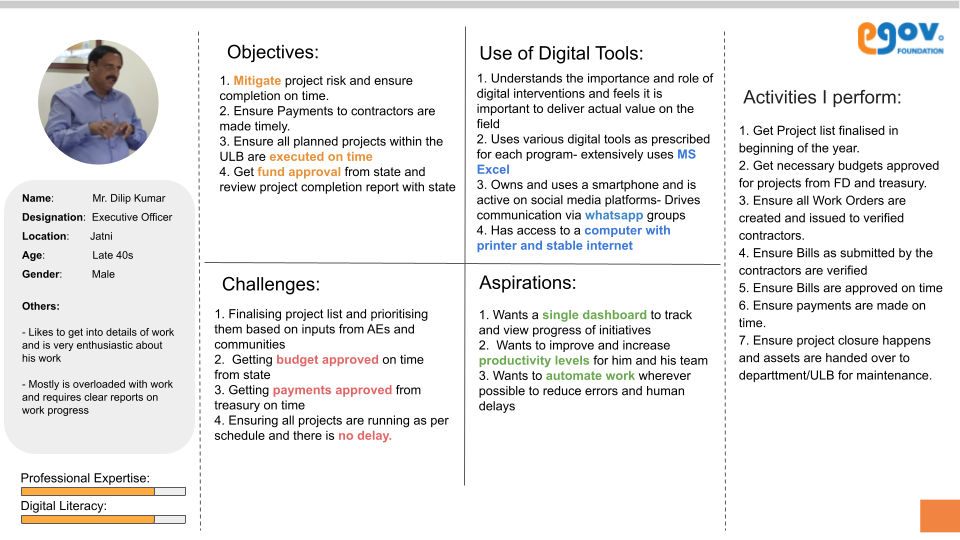 egov.
FOUNDATION
Name: Mr. Dilip Kumar
Designation: Executive Officer
Location: Jatni
Age: Late 40s
Gender: Male
Others:
- Likes to get into details of work
and is very enthusiastic about
his work
- Mostly is overloaded with work
and requires clear reports on
work progress
Professional Expertise:
Digital Literacy:
Objectives:
1. Mitigate project risk and ensure
completion on time.
2. Ensure Payments to contractors are
made timely.
3. Ensure all planned projects within the
ULB are executed on time
4. Get fund approval from state and
review project completion report with state
Use of Digital Tools:
1. Understands the importance and role of
digital interventions and feels it is
important to deliver actual value on the
field
2. Uses various digital tools as prescribed
for each program- extensively uses MS
Excel
3. Owns and uses a smartphone and is
active on social media platforms- Drives
communication via whatsapp groups
4. Has access to a computer with
printer and stable internet
Challenges:
1. Finalising project list and prioritising
them based on inputs from AEs and
communities
2.  Getting budget approved on time
from state
3. Getting payments approved from
treasury on time
4. Ensuring all projects are running as per
schedule and there is no delay.
Aspirations:
1. Wants a single dashboard to track
and view progress of initiatives
2.  Wants to improve and increase
productivity levels for him and his team
3. Wants to automate work wherever
possible to reduce errors and human
delays
Activities I perform:
1. Get Project list finalised in
beginning of the year.
2. Get necessary budgets approved
for projects from FD and treasury.
3. Ensure all Work Orders are
created and issued to verified
contractors.
4. Ensure Bills as submitted by the
contractors are verified
5. Ensure Bills are approved on time
6. Ensure payments are made on
time.
7. Ensure project closure happens
and assets are handed over to
departtment/ULB for maintenance.